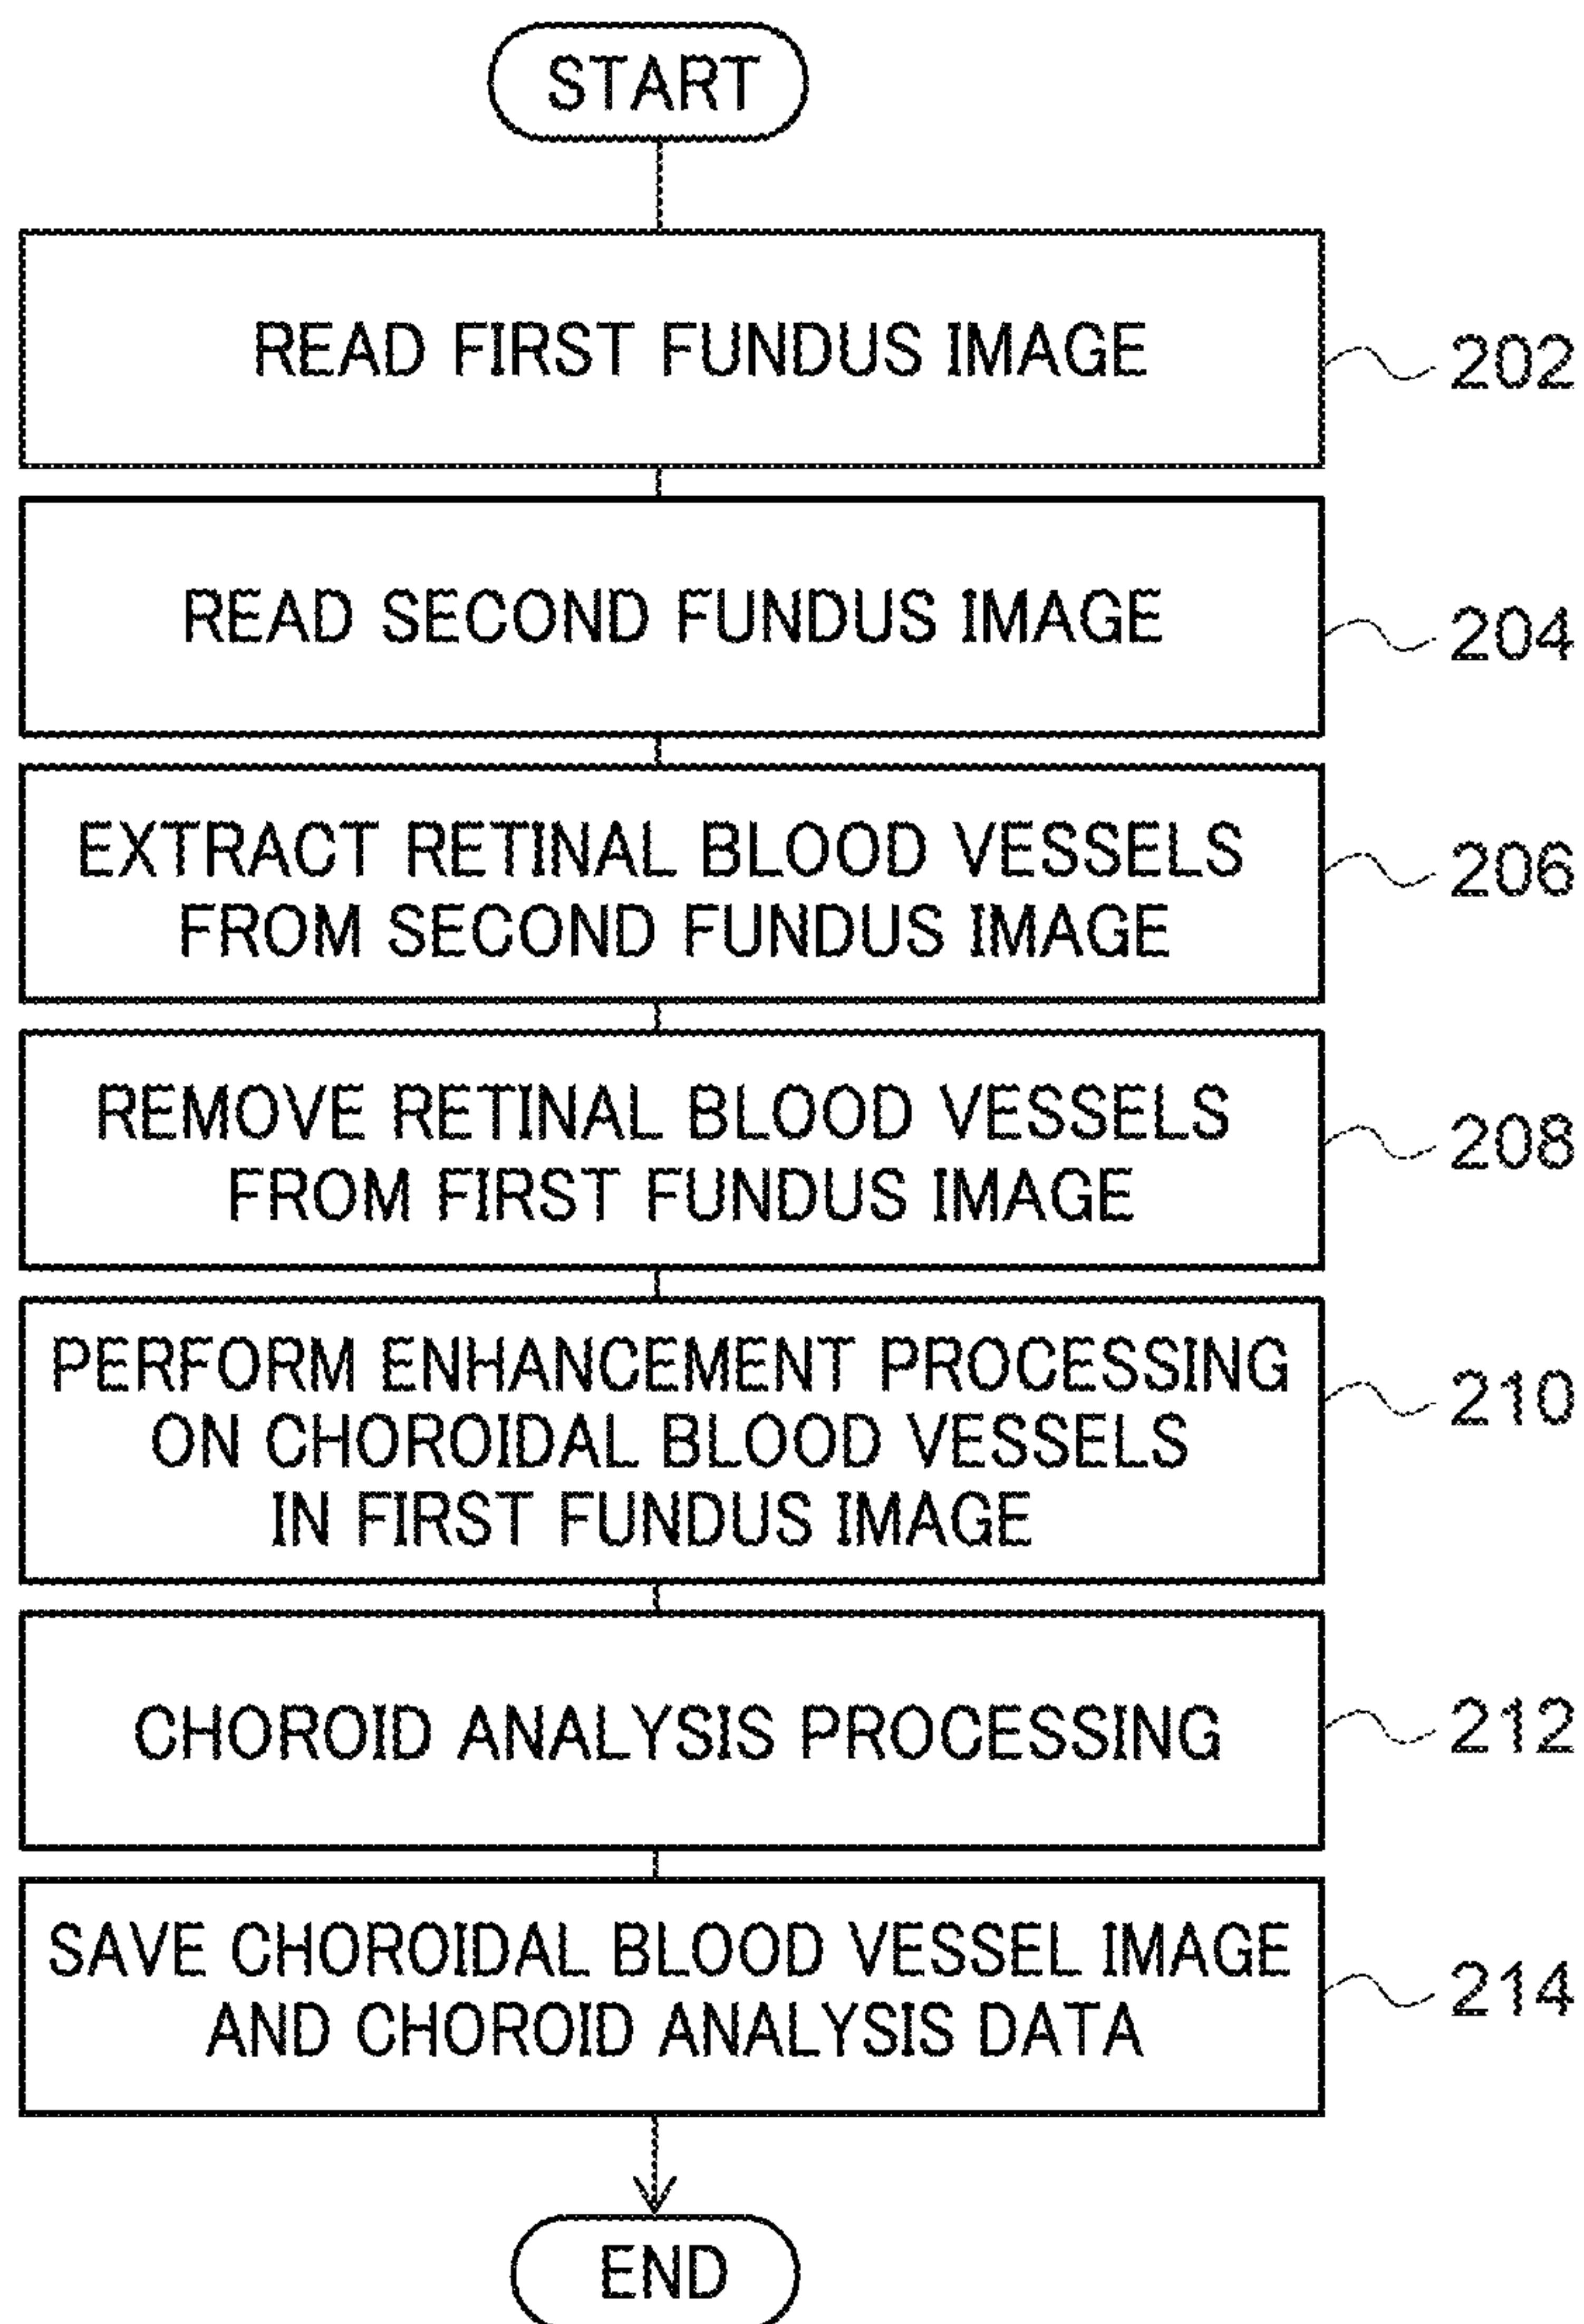 START
READ FIRST FUNDUS IMAGE
202
READ SECOND FUNDUS IMAGE
204
EXTRACT RETINAL BLOOD VESSELS
FROM SECOND FUNDUS IMAGE
206
REMOVE RETINAL BLOOD VESSELS
FROM FIRST FUNDUS IMAGE
208
PERFORM ENHANCEMENT PROCESSING
ON CHOROIDAL BLOOD VESSELS
IN FIRST FUNDUS IMAGE
210
CHOROID ANALYSIS PROCESSING
212
SAVE CHOROIDAL BLOOD VESSEL IMAGE
AND CHOROID ANALYSIS DATA
214
END